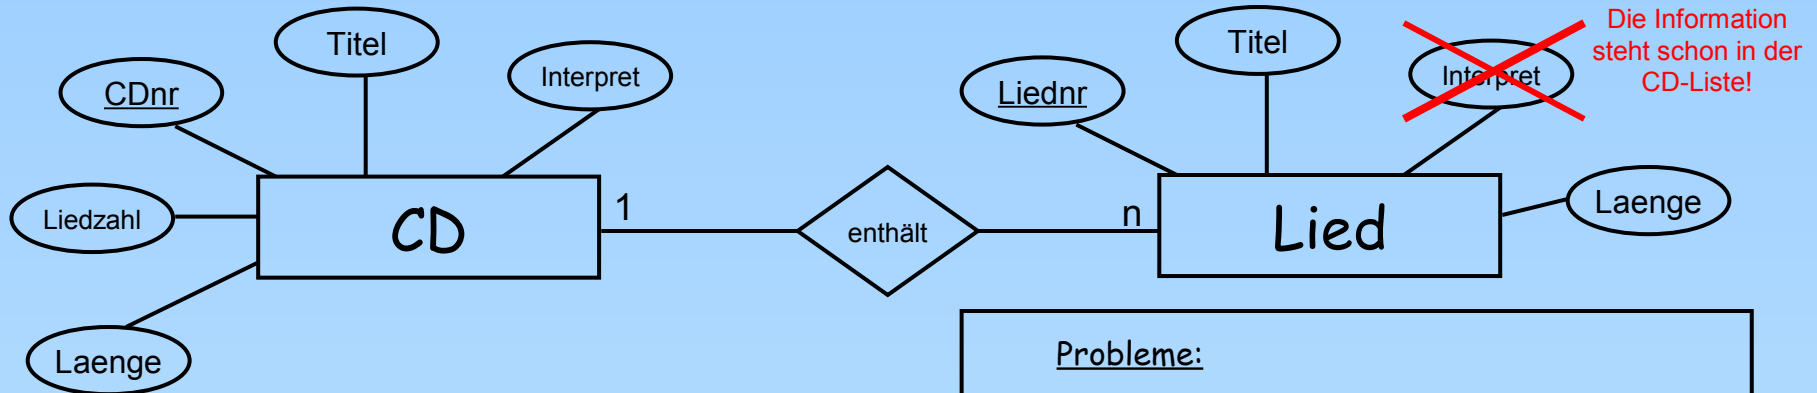 Titel
Interpret
CDnr
Liedzahl
CD
Laenge
1
enthält
n
Titel
Interpret
Liednr
Lied
Laenge
Die Information
steht schon in der
CD-Liste!
Probleme: